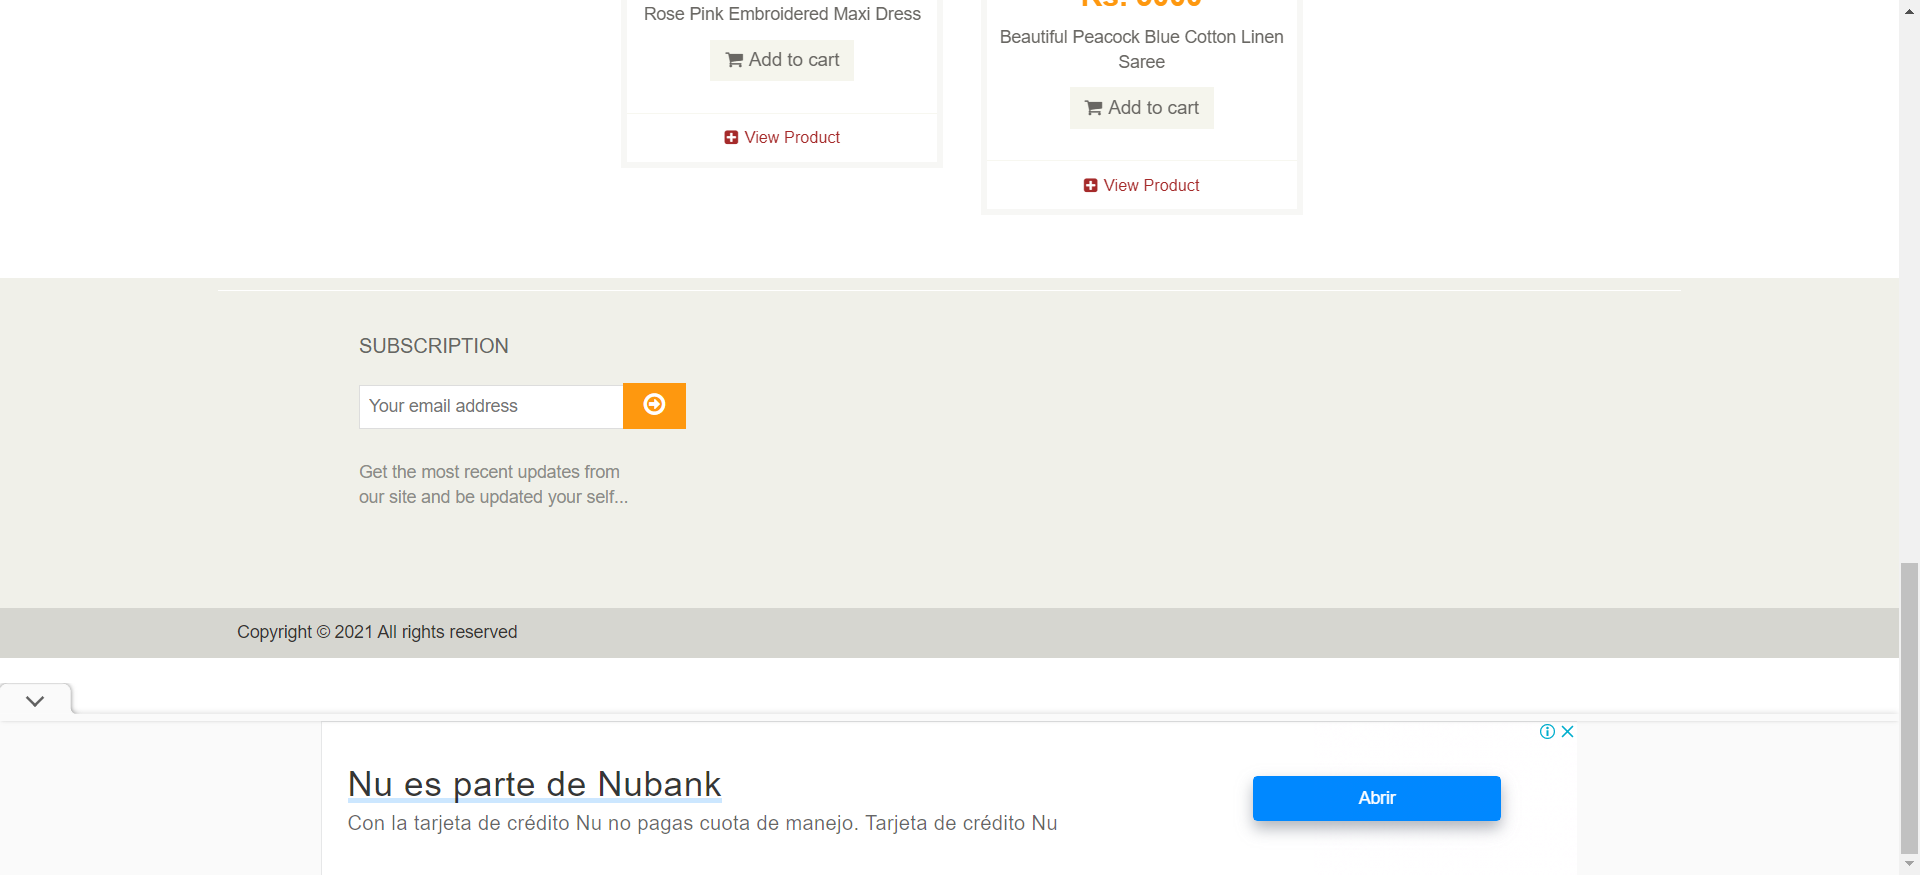 Rose Pink Embroidered Maxi Dress
Add to cart
View Product
Beautiful Peacock Blue Cotton Linen
Saree
Add to cart
View Product
SUBSCRIPTION
Your email address
Get the most recent updates from
our site and be updated your self...
Copyright © 2021 All rights reserved
Nu es parte de Nubank
Con la tarjeta de crédito Nu no pagas cuota de manejo. Tarjeta de crédito Nu
Abrir